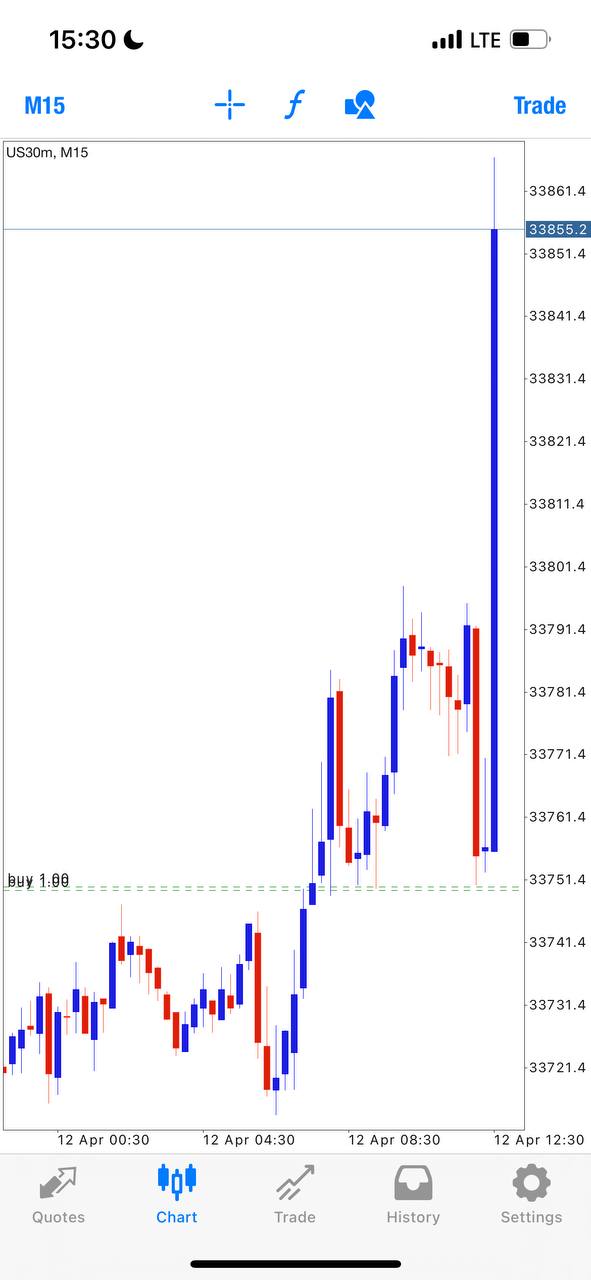 15:30 LTE
M15 f Trade
US30m, M15
33861.4
33855.2
33851.4
33841.4
33831.4
33821.4
33811.4
33801.4
33791.4
33781.4
33771.4
33761.4
33751.4
buy 1.00
buy 1.00
33741.4
33731.4
33721.4
12 Apr 00:30 12 Apr 04:30 12 Apr 08:30 12 Apr 12:30
Quotes Chart Trade History Settings